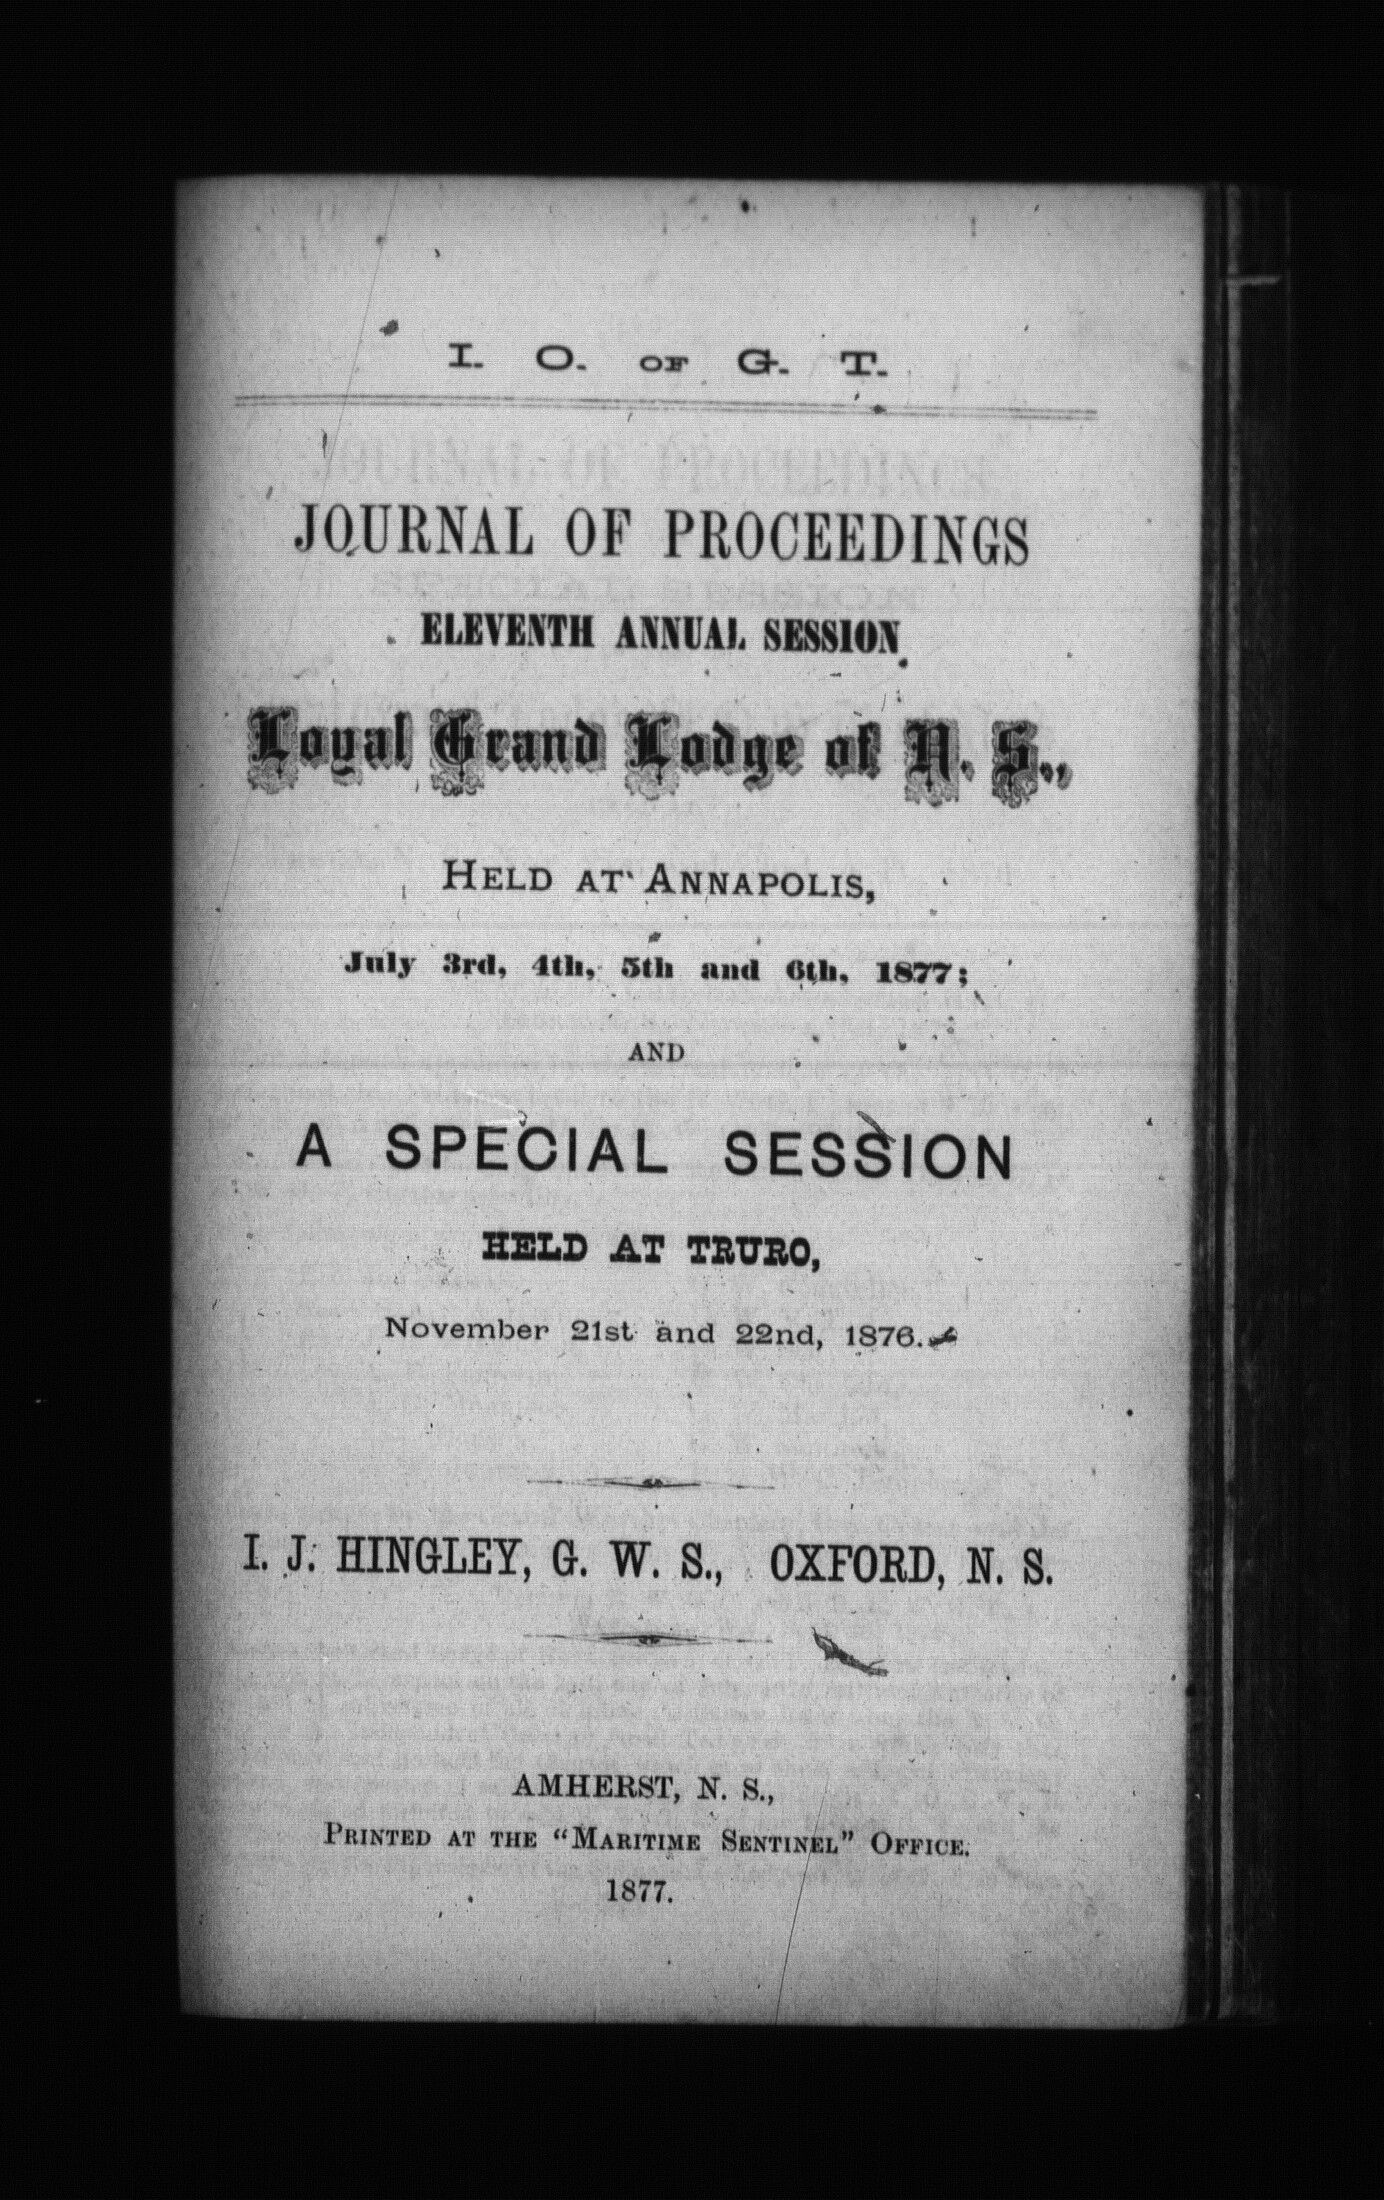 I. O. OF G. T.
JOURNAL OF PROCEEDINGS
ELEVENTH ANNUAL SESSION
Loyal Grand Lodge of N. S.,
HELD AT ANNAPOLIS,
July 3rd, 4th, 5th and 6th, 1877;
AND
A SPECIAL SESSION
HELD AT TRURO,
November 21st and 22nd, 1876.
I. J. HINGLEY, G. W. S., OXFORD, N. S.
AMHERST, N. S.,
PRINTED AT THE “MARITIME SENTINEL” OFFICE.
1877.